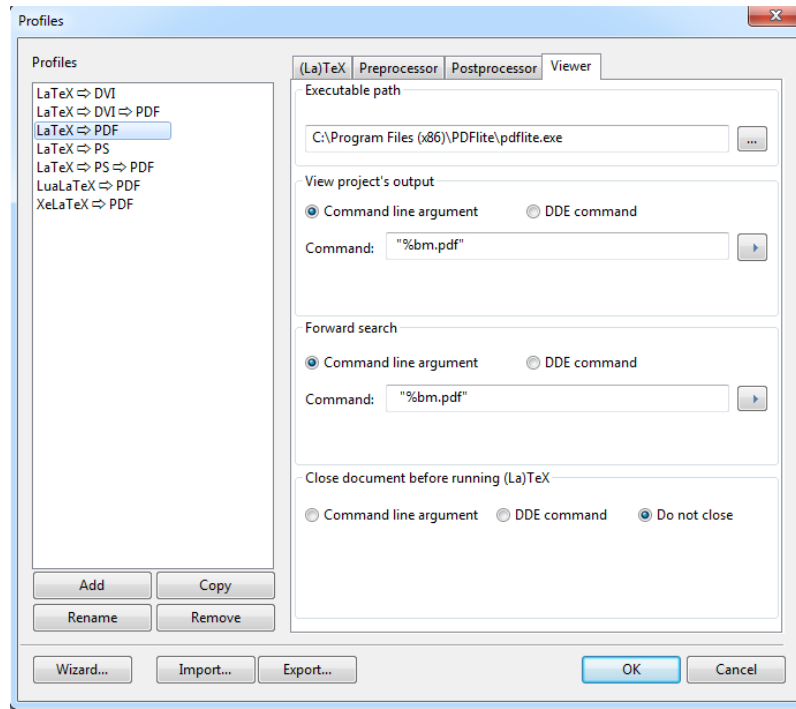 Profiles
Profiles
LaTeX ⇨ DVI
LaTeX ⇨ DVI ⇨ PDF
LaTeX ⇨ PDF
LaTeX ⇨ PS
LaTeX ⇨ PS ⇨ PDF
LuaLaTeX ⇨ PDF
XeLaTeX ⇨ PDF
Add Copy
Rename Remove
(La)TeX Preprocessor Postprocessor Viewer
Executable path
C:\Program Files (x86)\PDFlite\pdflite.exe ...
View project's output
Command line argument DDE command
Command: "%bm.pdf"
Forward search
Command line argument DDE command
Command: "%bm.pdf"
Close document before running (La)TeX
Command line argument DDE command Do not close
Wizard... Import... Export... OK Cancel